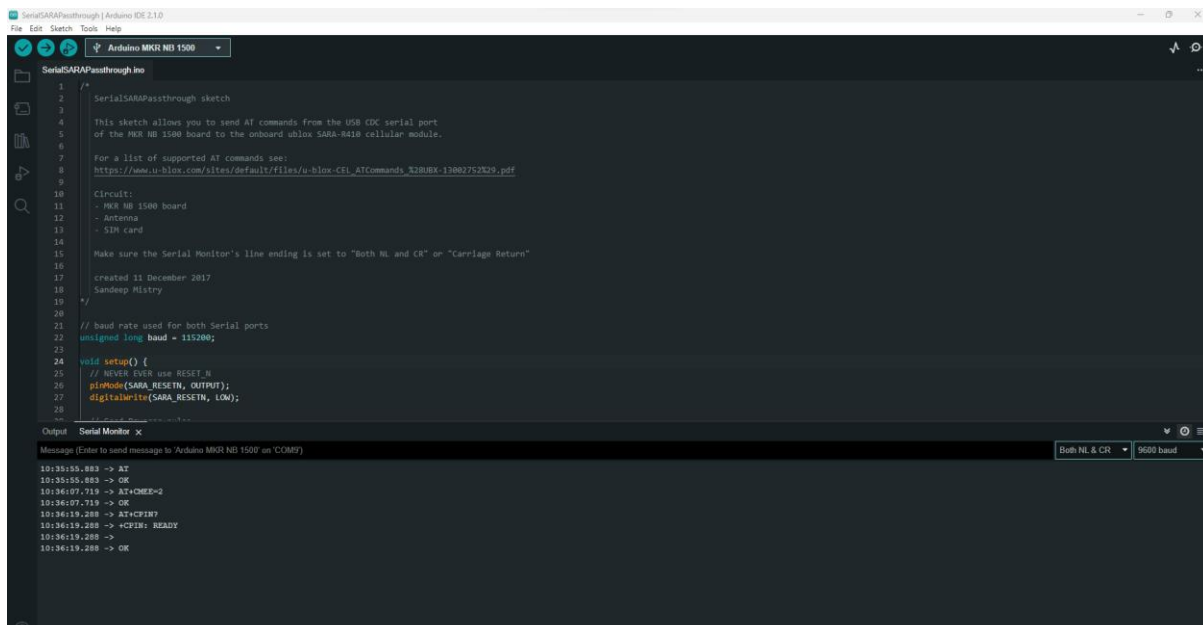 SerialSARAPassthrough | Arduino IDE 2.1.0
File Edit Sketch Tools Help
Arduino MKR NB 1500
SerialSARAPassthrough.ino
1 /*
2 SerialSARAPassthrough sketch
3
4 This sketch allows you to send AT commands from the USB CDC serial port
5 of the MKR NB 1500 board to the onboard ublox SARA-R410 cellular module.
6
7 For a list of supported AT commands see:
8 https://www.u-blox.com/sites/default/files/u-blox-CEL_ATCommands_%28UBX-13002752%29.pdf
9
10 Circuit:
11 - MKR NB 1500 board
12 - Antenna
13 - SIM card
14
15 Make sure the Serial Monitor's line ending is set to "Both NL and CR" or "Carriage Return"
16
17 created 11 December 2017
18 Sandeep Mistry
19 */
20
21 // baud rate used for both Serial ports
22 unsigned long baud = 115200;
23
24 void setup() {
25 // NEVER EVER use RESET_N
26 pinMode(SARA_RESETN, OUTPUT);
27 digitalWrite(SARA_RESETN, LOW);
28
Output Serial Monitor x
Message (Enter to send message to 'Arduino MKR NB 1500' on 'COM9')
Both NL & CR 9600 baud
10:35:55.883 -> AT
10:35:55.883 -> OK
10:36:07.719 -> AT+CMEE=2
10:36:07.719 -> OK
10:36:19.288 -> AT+CPIN?
10:36:19.288 -> +CPIN: READY
10:36:19.288 ->
10:36:19.288 -> OK